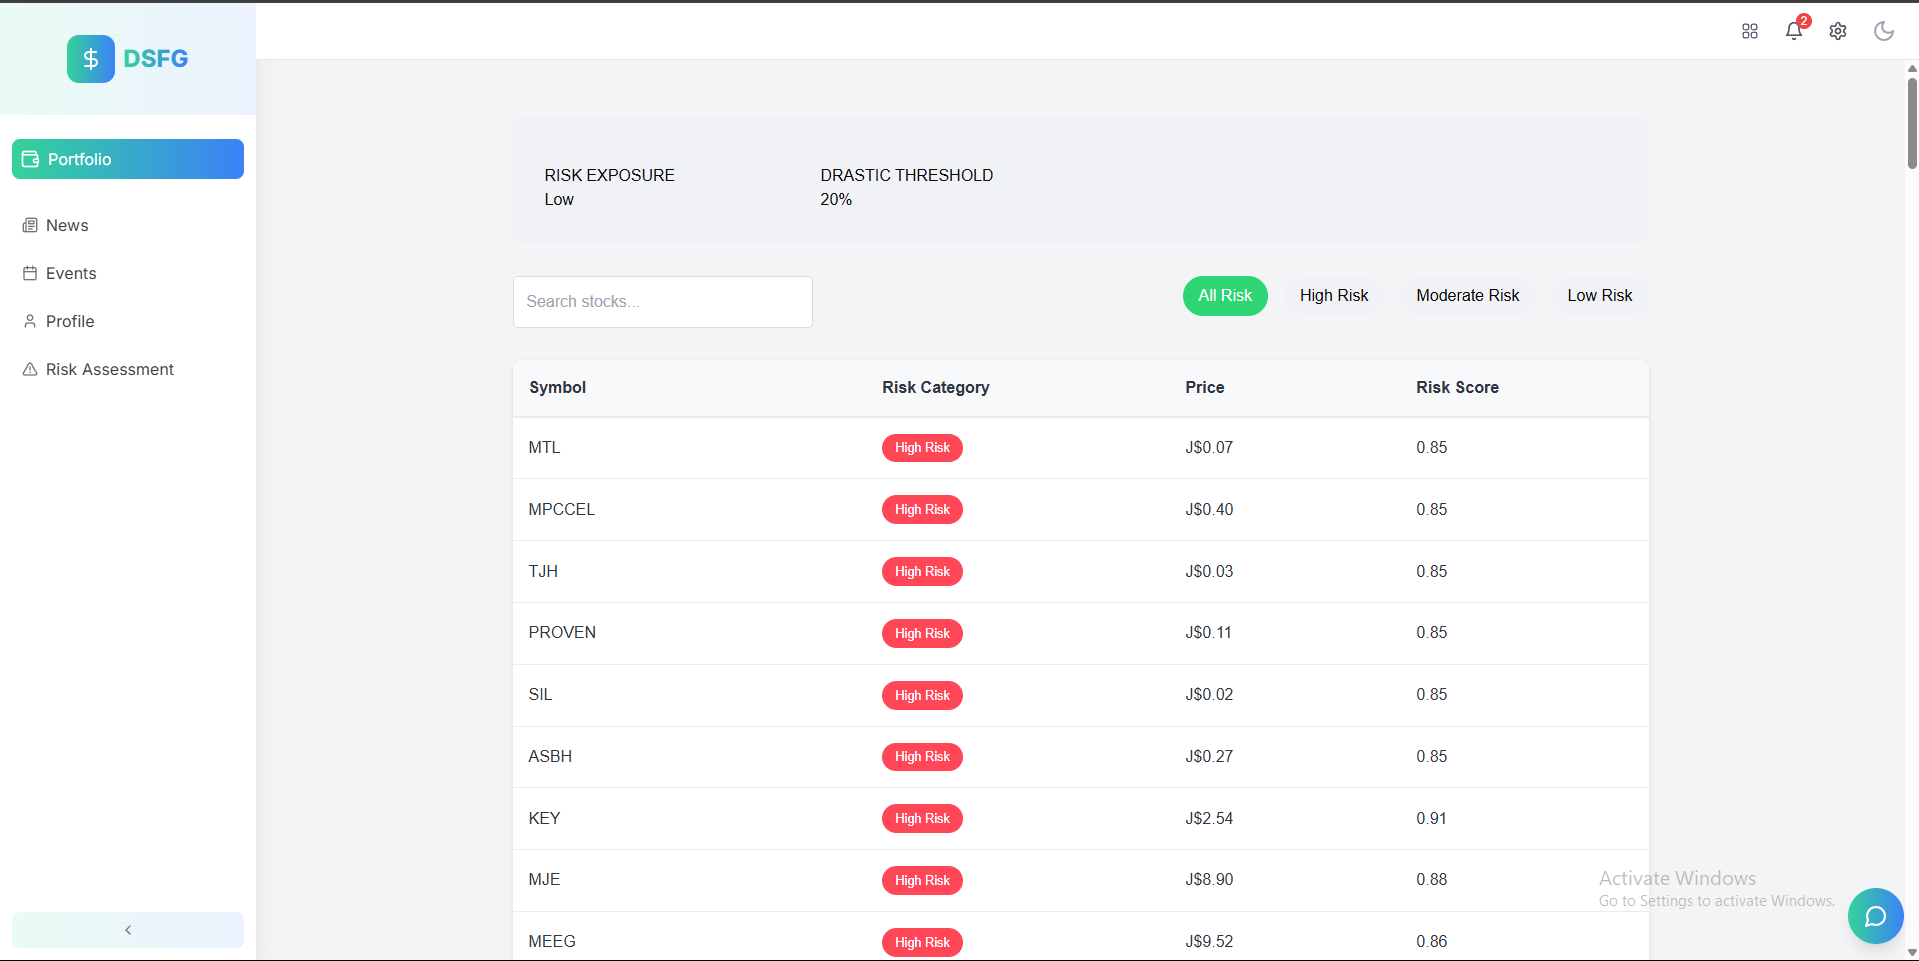 $ DSFG
2
Portfolio
News
Events
Profile
Risk Assessment
RISK EXPOSURE DRASTIC THRESHOLD
Low 20%
Search stocks... All Risk High Risk Moderate Risk Low Risk
Symbol Risk Category Price Risk Score
MTL High Risk J$0.07 0.85
MPCCEL High Risk J$0.40 0.85
TJH High Risk J$0.03 0.85
PROVEN High Risk J$0.11 0.85
SIL High Risk J$0.02 0.85
ASBH High Risk J$0.27 0.85
KEY High Risk J$2.54 0.91
MJE High Risk J$8.90 0.88
MEEG High Risk J$9.52 0.86
Activate Windows
Go to Settings to activate Windows.